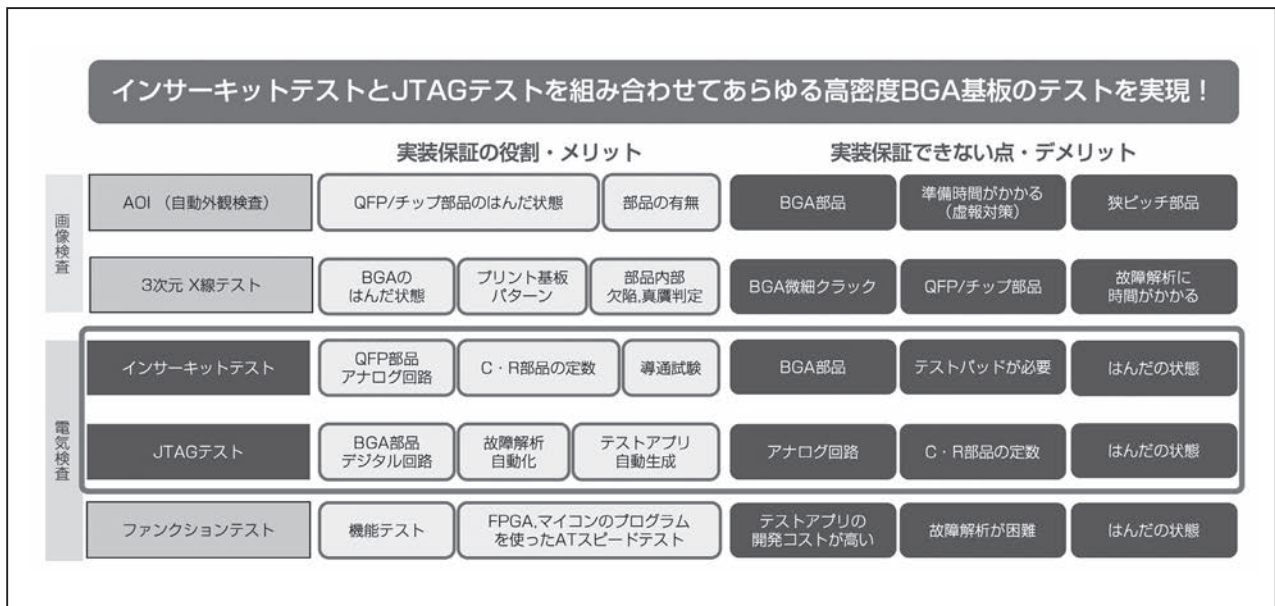 インサーキットテストとJTAGテストを組み合わせてあらゆる高密度BGA基板のテストを実現！
実装保証の役割・メリット
実装保証できない点・デメリット
画像検査
AOI （自動外観検査）
QFP/チップ部品のはんだ状態
部品の有無
BGA部品
準備時間がかかる
（虚報対策）
狭ピッチ部品
3次元 X線テスト
BGAの
はんだ状態
プリント基板
パターン
部品内部
欠陥,真贋判定
BGA微細クラック
QFP/チップ部品
故障解析に
時間がかかる
電気検査
インサーキットテスト
QFP部品
アナログ回路
C・R部品の定数
導通試験
BGA部品
テストパッドが必要
はんだの状態
JTAGテスト
BGA部品
デジタル回路
故障解析
自動化
テストアプリ
自動生成
アナログ回路
C・R部品の定数
はんだの状態
ファンクションテスト
機能テスト
FPGA,マイコンのプログラム
を使ったATスピードテスト
テストアプリの
開発コストが高い
故障解析が困難
はんだの状態